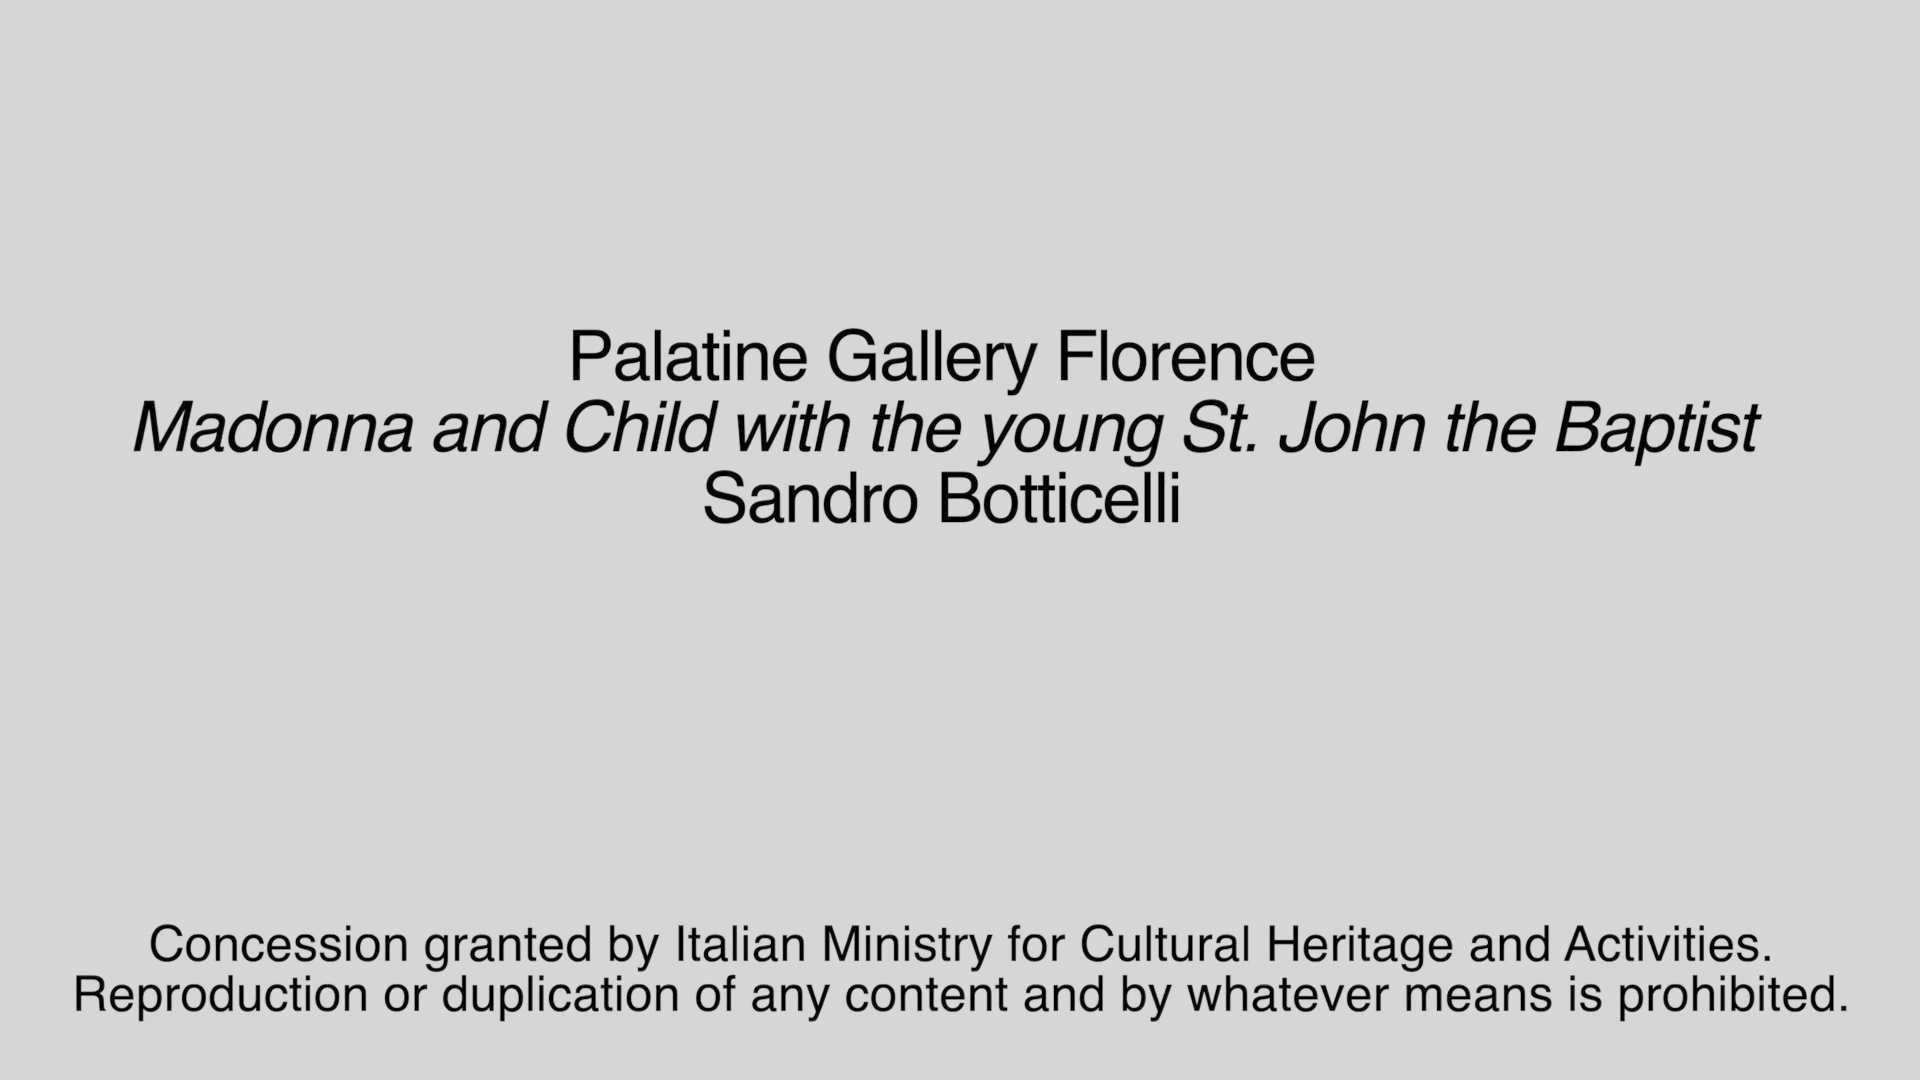 Palatine Gallery Florence
Madonna and Child with the young St. John the Baptist
Sandro Botticelli
Concession granted by Italian Ministry for Cultural Heritage and Activities.
Reproduction or duplication of any content and by whatever means is prohibited.